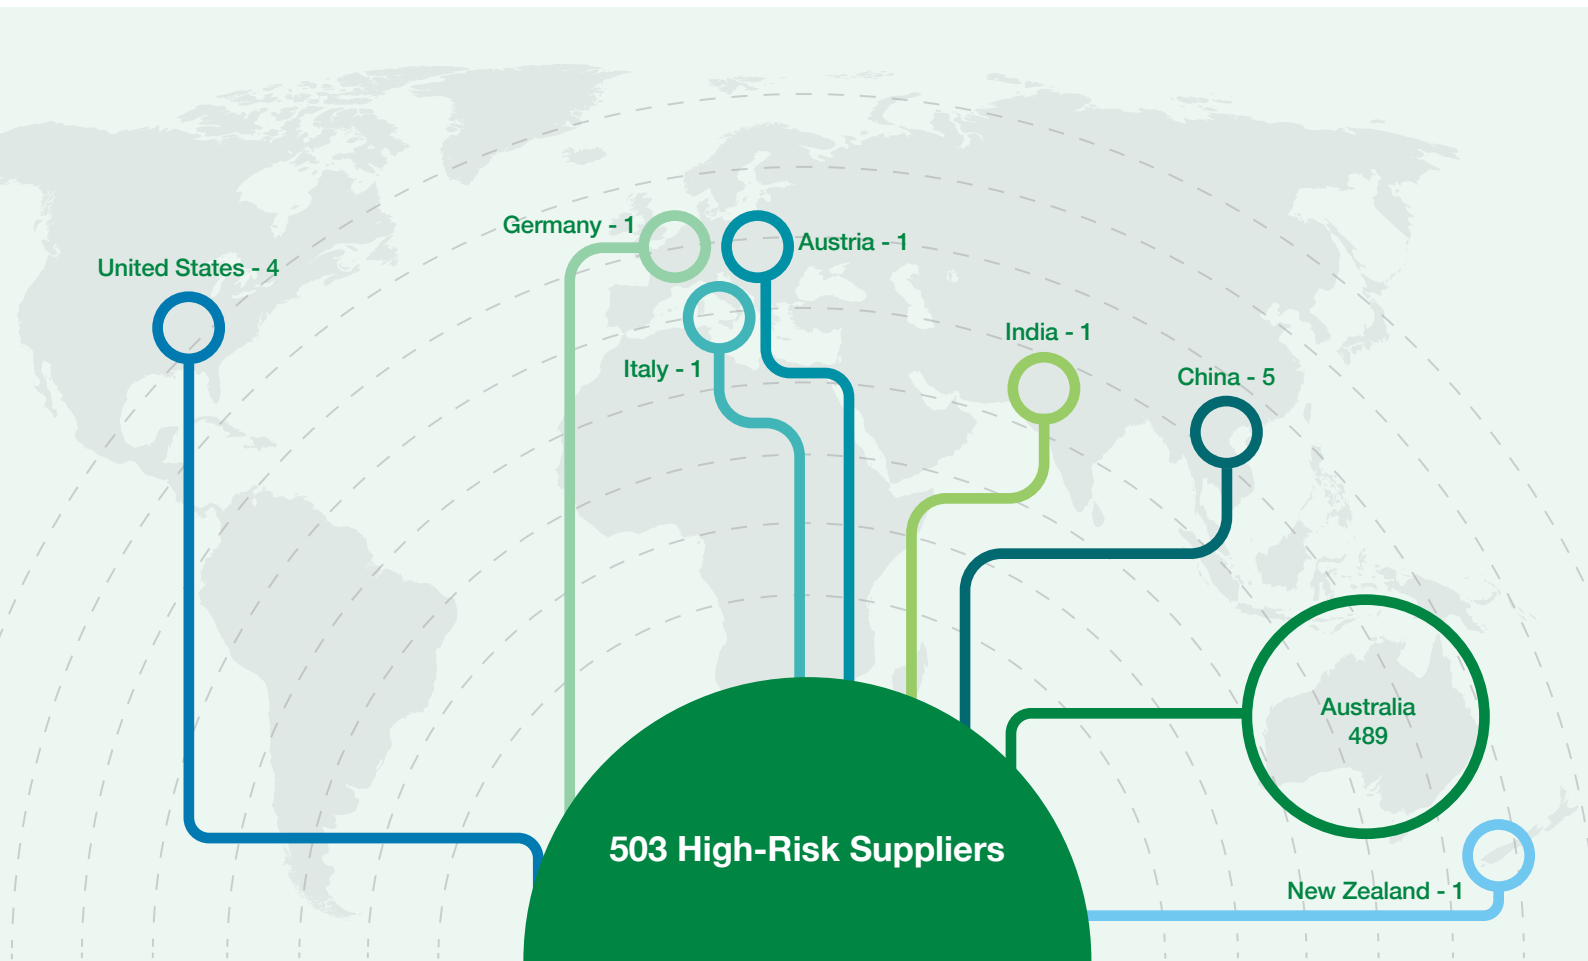 Germany - 1
Austria - 1
United States - 4
India - 1
Italy - 1
China - 5
Australia
489
503 High-Risk Suppliers
New Zealand - 1